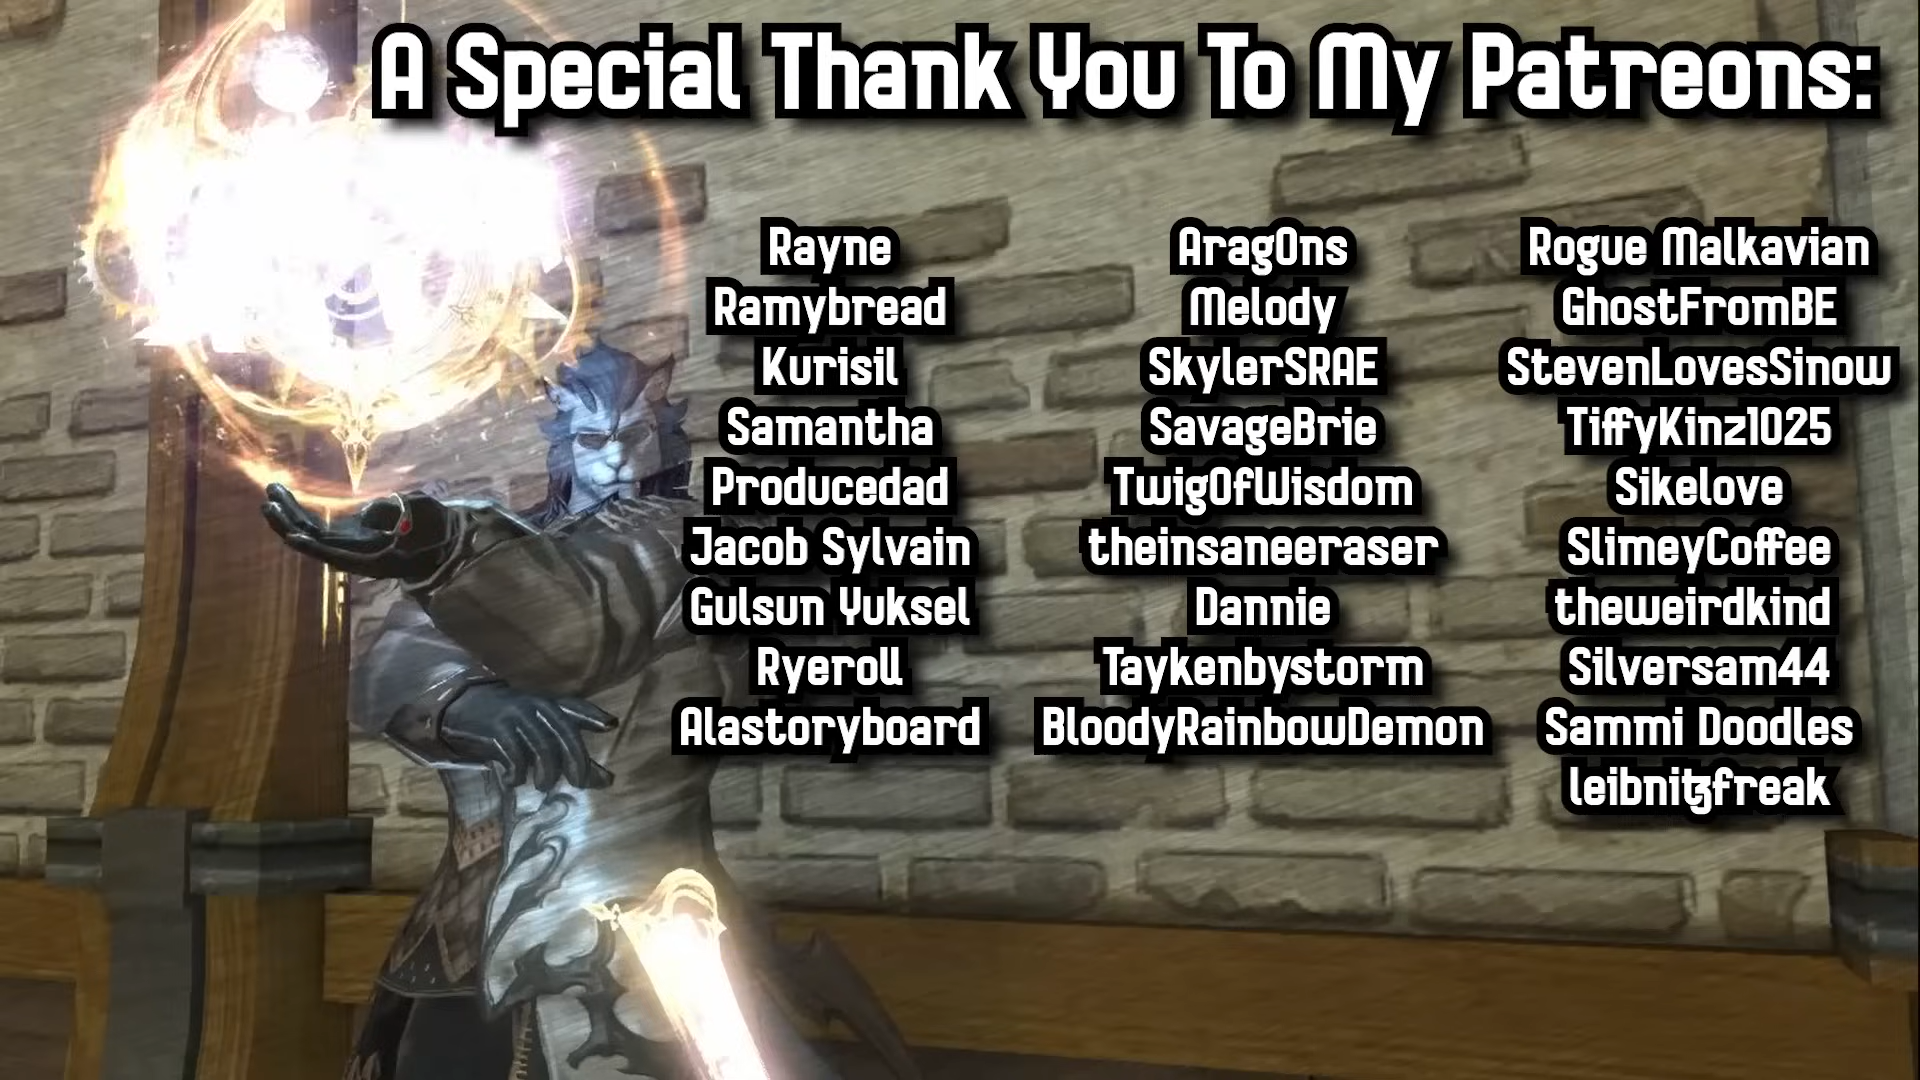 A Special Thank You To My Patreons:
Rayne
Ramybread
Kurisil
Samantha
Producedad
Jacob Sylvain
Gulsun Yuksel
Ryeroll
Alastoryboard
Arag0ns
Melody
SkylerSRAE
SavageBrie
TwigOfWisdom
theinsaneeraser
Dannie
Taykenbystorm
BloodyRainbowDemon
Rogue Malkavian
GhostFromBE
StevenLovesSinow
TiffyKinz1025
Sikelove
SlimeyCoffee
theweirdkind
Silversam44
Sammi Doodles
leibnitzfreak